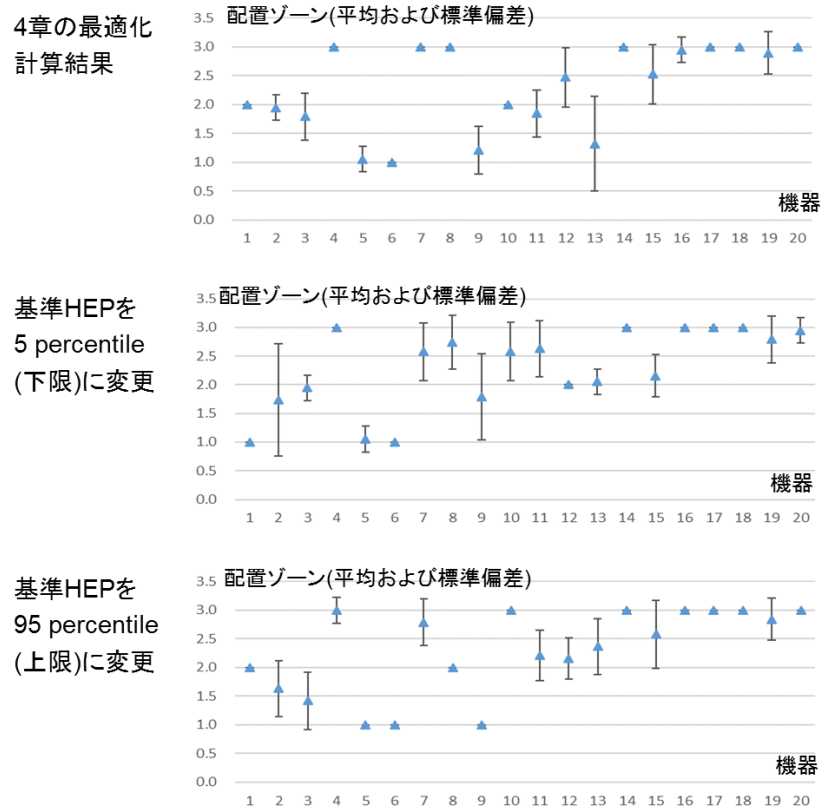 4章の最適化
計算結果
配置ゾーン(平均および標準偏差)
3.5
3.0
2.5
2.0
1.5
1.0
0.5
0.0
機器
1 2 3 4 5 6 7 8 9 10 11 12 13 14 15 16 17 18 19 20
基準HEPを
5 percentile
(下限)に変更
配置ゾーン(平均および標準偏差)
3.5
3.0
2.5
2.0
1.5
1.0
0.5
0.0
機器
1 2 3 4 5 6 7 8 9 10 11 12 13 14 15 16 17 18 19 20
基準HEPを
95 percentile
(上限)に変更
配置ゾーン(平均および標準偏差)
3.5
3.0
2.5
2.0
1.5
1.0
0.5
0.0
機器
1 2 3 4 5 6 7 8 9 10 11 12 13 14 15 16 17 18 19 20